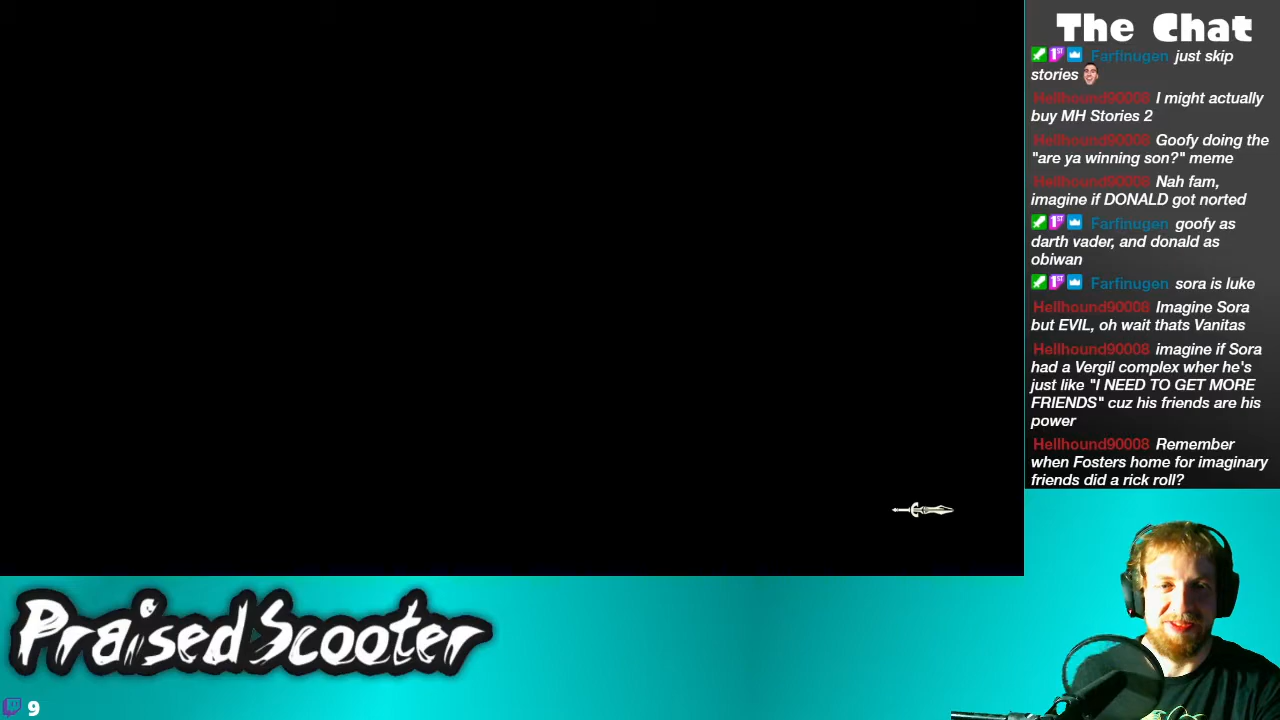 The Chat
Farfinugen just skip
stories
Hellhound90008 I might actually
buy MH Stories 2
Hellhound90008 Goofy doing the
"are ya winning son?" meme
Hellhound90008 Nah fam,
imagine if DONALD got norted
Farfinugen goofy as
darth vader, and donald as
obiwan
Farfinugen sora is luke
Hellhound90008 Imagine Sora
but EVIL, oh wait thats Vanitas
Hellhound90008 imagine if Sora
had a Vergil complex wher he's
just like "I NEED TO GET MORE
FRIENDS" cuz his friends are his
power
Hellhound90008 Remember
when Fosters home for imaginary
friends did a rick roll?
PraisedScooter
9